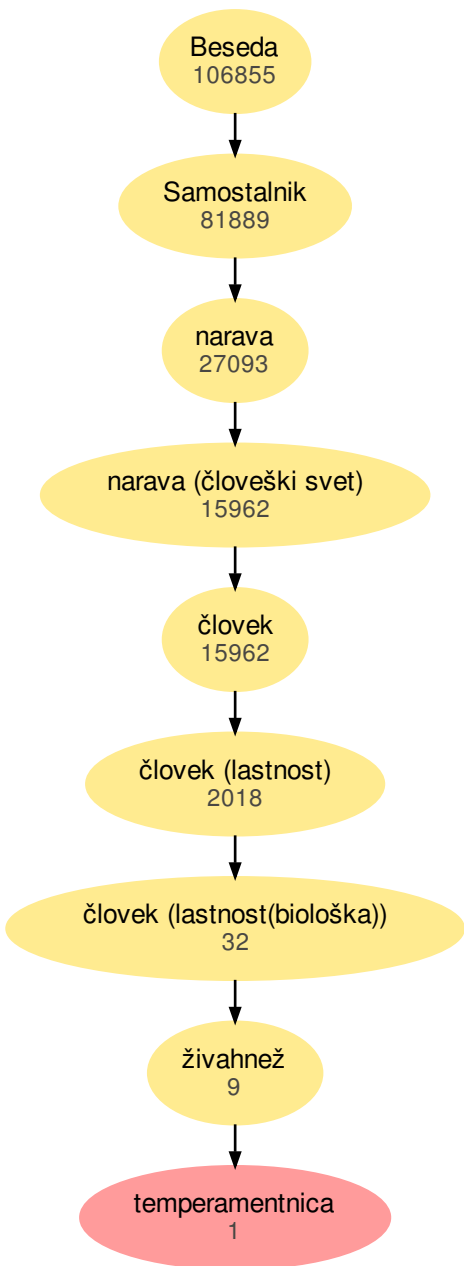 Beseda
106855
Samostalnik
81889
narava
27093
narava (človeški svet)
15962
človek
15962
človek (lastnost)
2018
človek (lastnost(biološka))
32
živahnež
9
temperamentnica
1